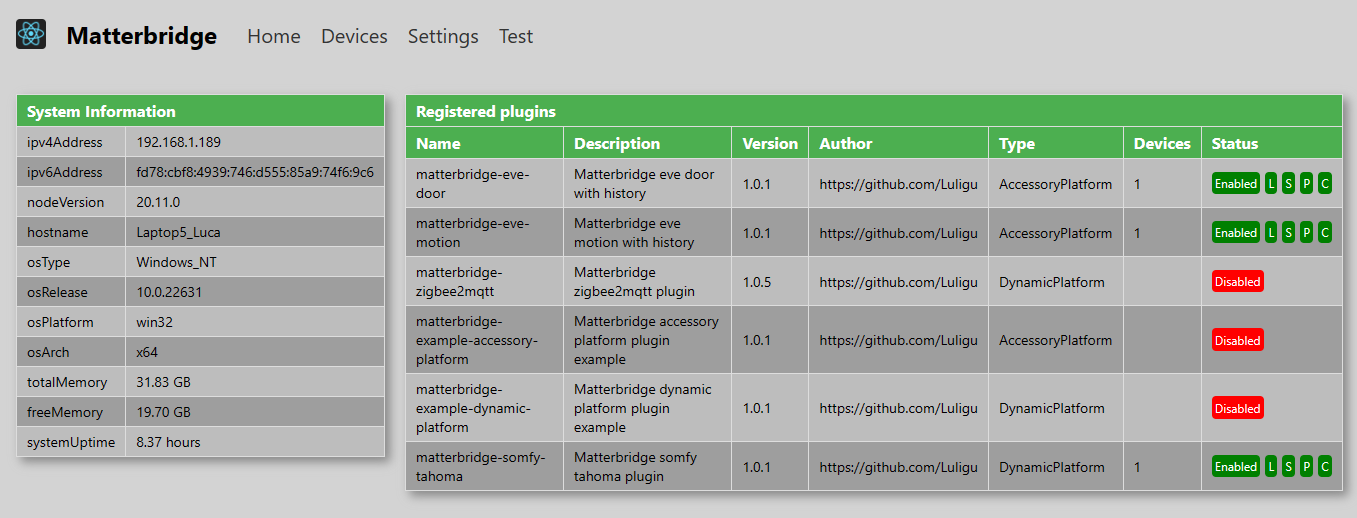 Matterbridge Home Devices Settings Test
System Information
ipv4Address 192.168.1.189
ipv6Address fd78:cbf8:4939:746:d555:85a9:74f6:9c6
nodeVersion 20.11.0
hostname Laptop5_Luca
osType Windows_NT
osRelease 10.0.22631
osPlatform win32
osArch x64
totalMemory 31.83 GB
freeMemory 19.70 GB
systemUptime 8.37 hours
Registered plugins
Name Description Version Author Type Devices Status
matterbridge-eve-
door
Matterbridge eve door
with history
1.0.1 https://github.com/Luligu AccessoryPlatform 1 Enabled L S P C
matterbridge-eve-
motion
Matterbridge eve
motion with history
1.0.1 https://github.com/Luligu AccessoryPlatform 1 Enabled L S P C
matterbridge-
zigbee2mqtt
Matterbridge
zigbee2mqtt plugin
1.0.5 https://github.com/Luligu DynamicPlatform Disabled
matterbridge-
example-accessory-
platform
Matterbridge accessory
platform plugin
example
1.0.1 https://github.com/Luligu AccessoryPlatform Disabled
matterbridge-
example-dynamic-
platform
Matterbridge dynamic
platform plugin
example
1.0.1 https://github.com/Luligu DynamicPlatform Disabled
matterbridge-somfy-
tahoma
Matterbridge somfy
tahoma plugin
1.0.1 https://github.com/Luligu DynamicPlatform 1 Enabled L S P C